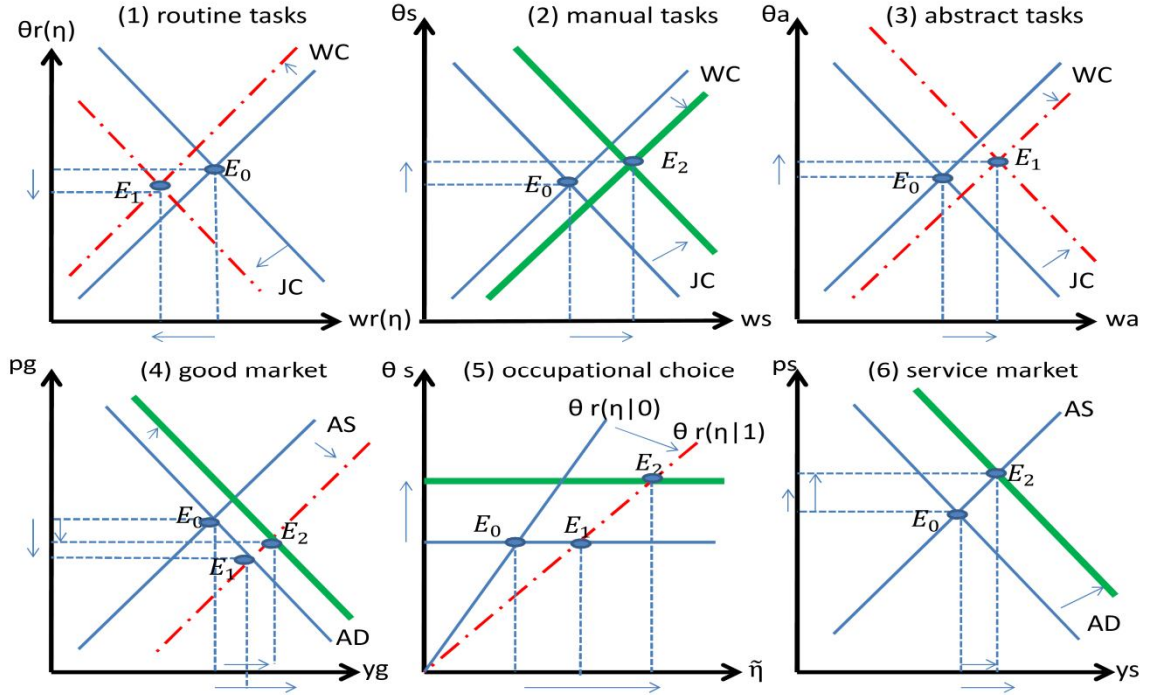 (1) routine tasks
θr(η)
WC
E0
E1
JC
wr(η)
(2) manual tasks
θs
WC
E2
E0
JC
ws
(3) abstract tasks
θa
WC
E1
E0
JC
wa
(4) good market
pg
AS
E0
E2
E1
AD
yg
(5) occupational choice
θ s
θ r(η|0)
θ r(η|1)
E2
E0
E1
η̃
(6) service market
ps
AS
E2
E0
AD
ys